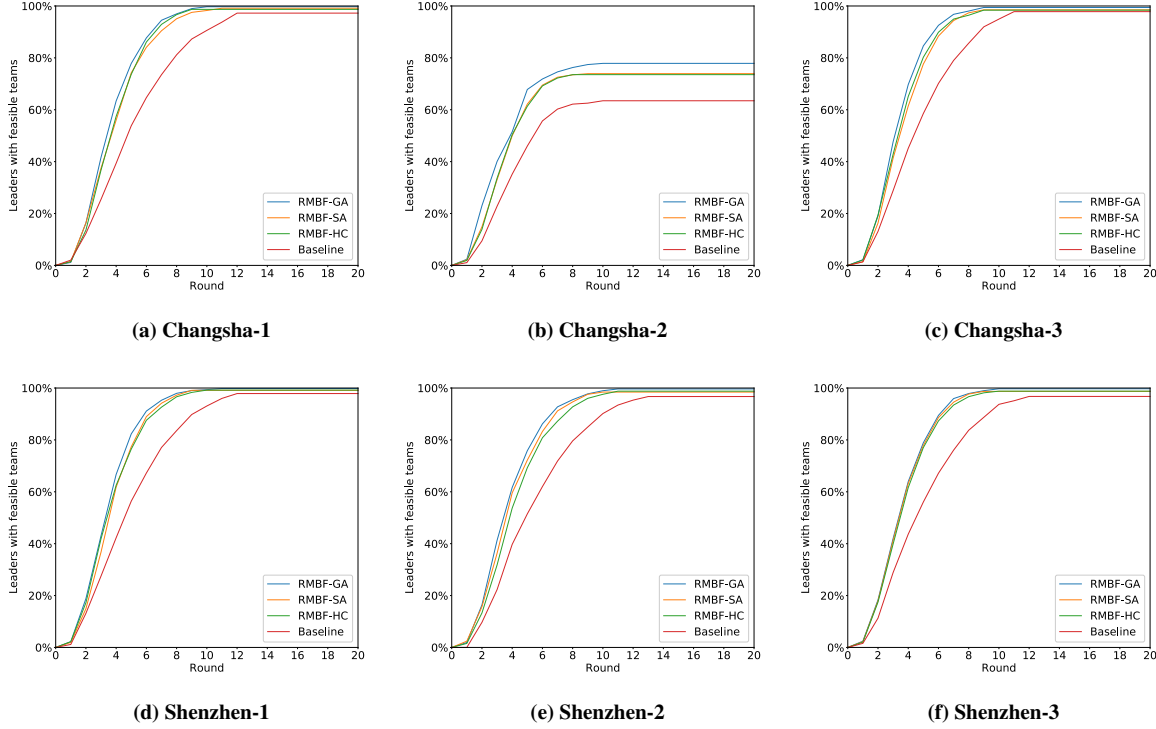 100%
80%
60%
40%
20%
0%
Leaders with feasible teams
RMBF-GA
RMBF-SA
RMBF-HC
Baseline
0 2 4 6 8 10 12 14 16 18 20
Round
(a) Changsha-1
100%
80%
60%
40%
20%
0%
Leaders with feasible teams
RMBF-GA
RMBF-SA
RMBF-HC
Baseline
0 2 4 6 8 10 12 14 16 18 20
Round
(b) Changsha-2
100%
80%
60%
40%
20%
0%
Leaders with feasible teams
RMBF-GA
RMBF-SA
RMBF-HC
Baseline
0 2 4 6 8 10 12 14 16 18 20
Round
(c) Changsha-3
100%
80%
60%
40%
20%
0%
Leaders with feasible teams
RMBF-GA
RMBF-SA
RMBF-HC
Baseline
0 2 4 6 8 10 12 14 16 18 20
Round
(d) Shenzhen-1
100%
80%
60%
40%
20%
0%
Leaders with feasible teams
RMBF-GA
RMBF-SA
RMBF-HC
Baseline
0 2 4 6 8 10 12 14 16 18 20
Round
(e) Shenzhen-2
100%
80%
60%
40%
20%
0%
Leaders with feasible teams
RMBF-GA
RMBF-SA
RMBF-HC
Baseline
0 2 4 6 8 10 12 14 16 18 20
Round
(f) Shenzhen-3